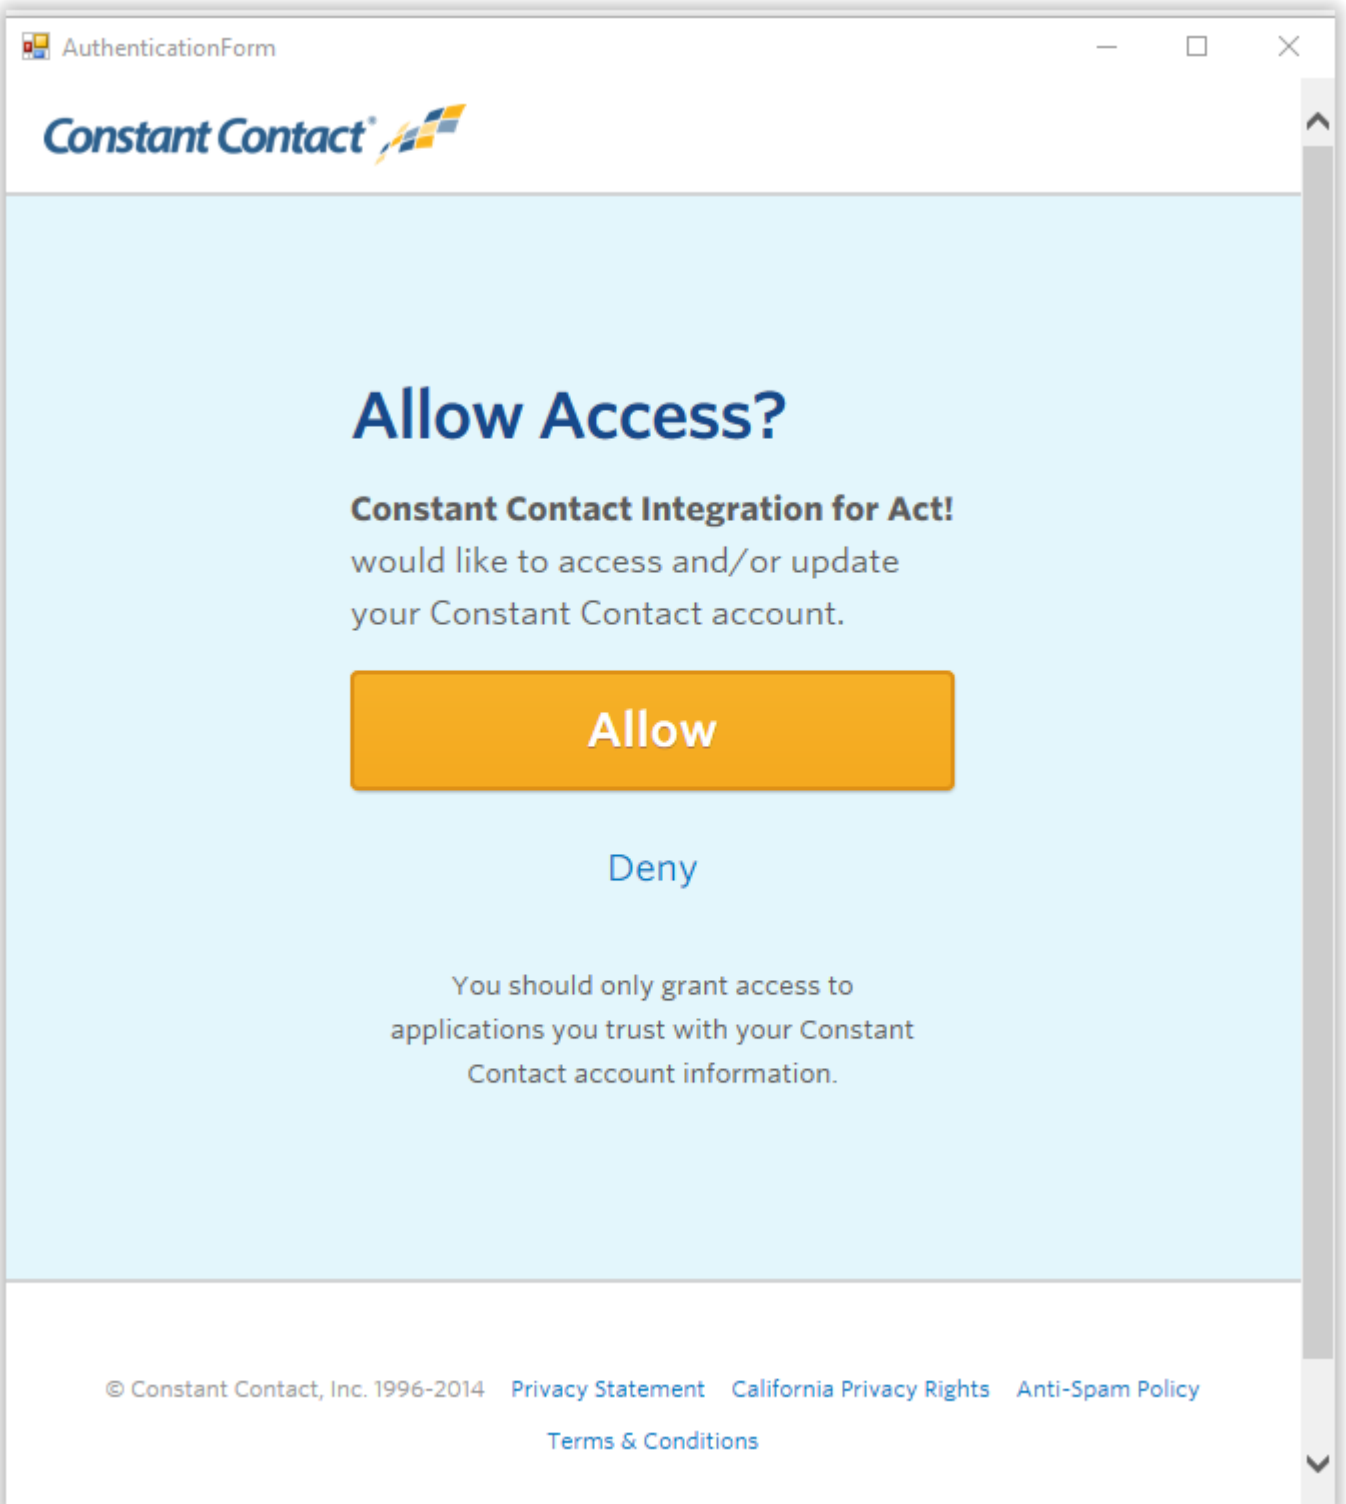 AuthenticationForm
Constant Contact®
Allow Access?
Constant Contact Integration for Act!
would like to access and/or update
your Constant Contact account.
Allow
Deny
You should only grant access to
applications you trust with your Constant
Contact account information.
© Constant Contact, Inc. 1996-2014 Privacy Statement California Privacy Rights Anti-Spam Policy
Terms & Conditions